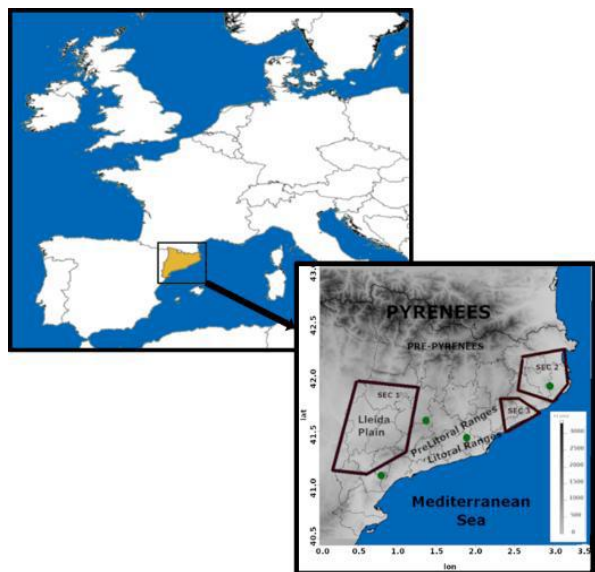 43.0
42.5
42.0
41.5
41.0
40.5
lat
PYRENEES
PRE-PYRENEES
SEC 2
SEC 1
SEC 3
Lleida
Plain
PreLitoral Ranges
Litoral Ranges
Mediterranean
Sea
3000
2500
2000
1500
1000
500
0
0.0 0.5 1.0 1.5 2.0 2.5 3.0 3.5
lon